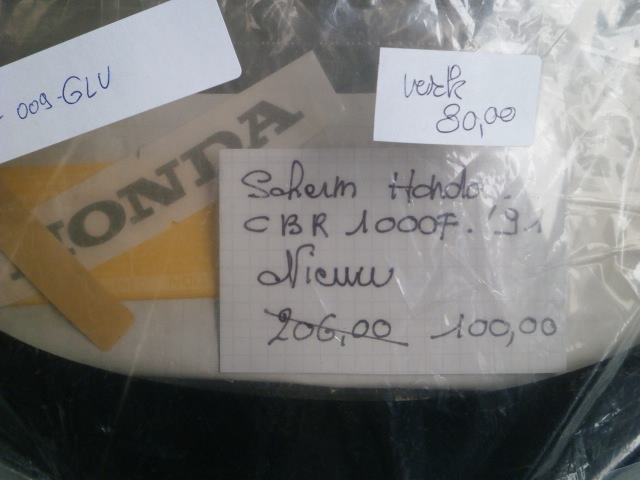 - 009-GLU
HONDA
verk
80,00
Scherm Honda.
CBR 1000F. '91
Nieuw
206,00 100,00